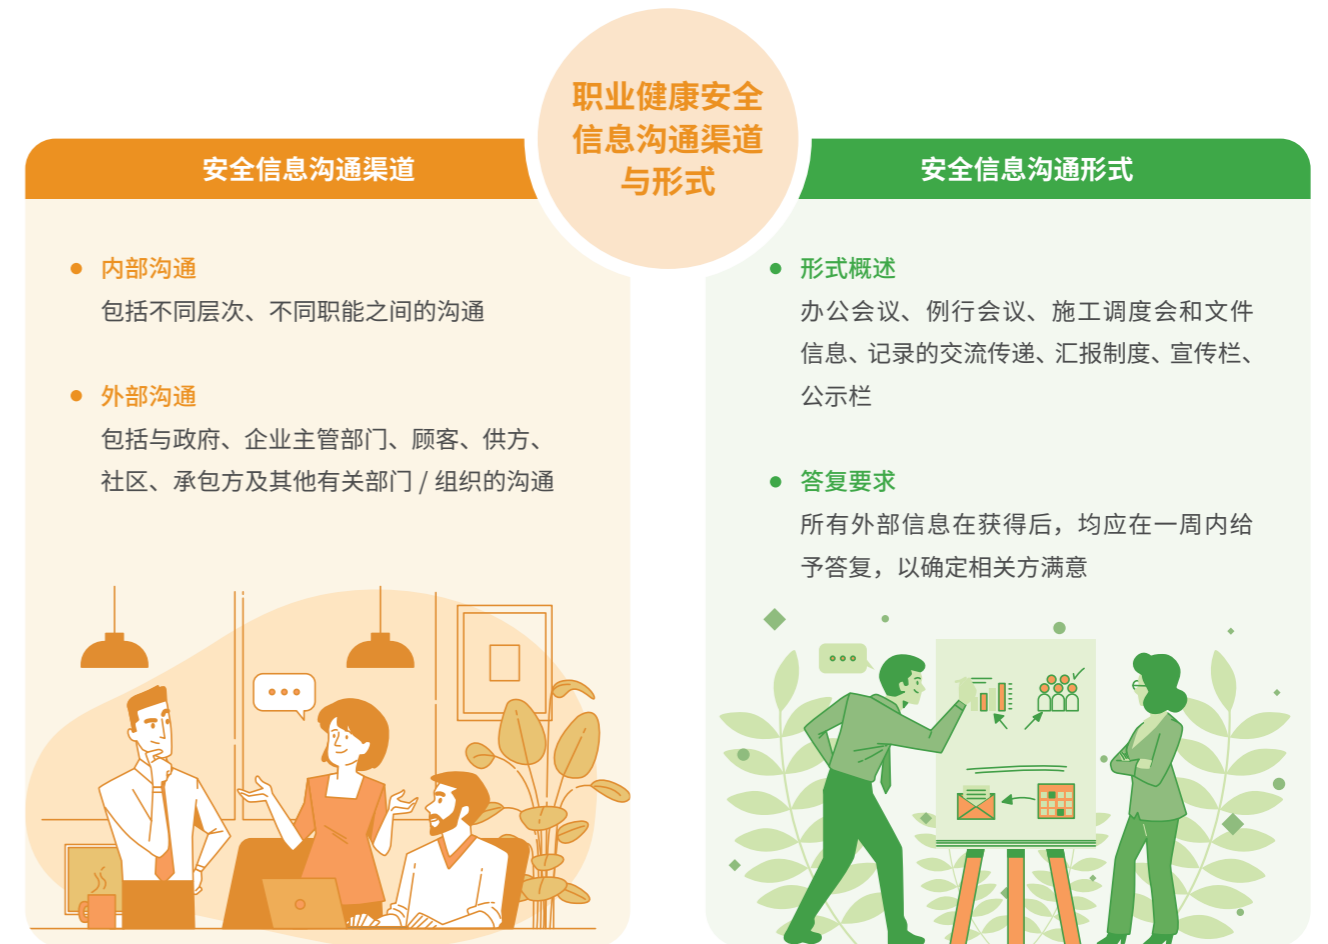 职业健康安全
信息沟通渠道
与形式
安全信息沟通渠道
内部沟通
包括不同层次、不同职能之间的沟通
外部沟通
包括与政府、企业主管部门、顾客、供方、
社区、承包方及其他有关部门 / 组织的沟通
安全信息沟通形式
形式概述
办公会议、例行会议、施工调度会和文件
信息、记录的交流传递、汇报制度、宣传栏、
公示栏
答复要求
所有外部信息在获得后，均应在一周内给
予答复，以确定相关方满意